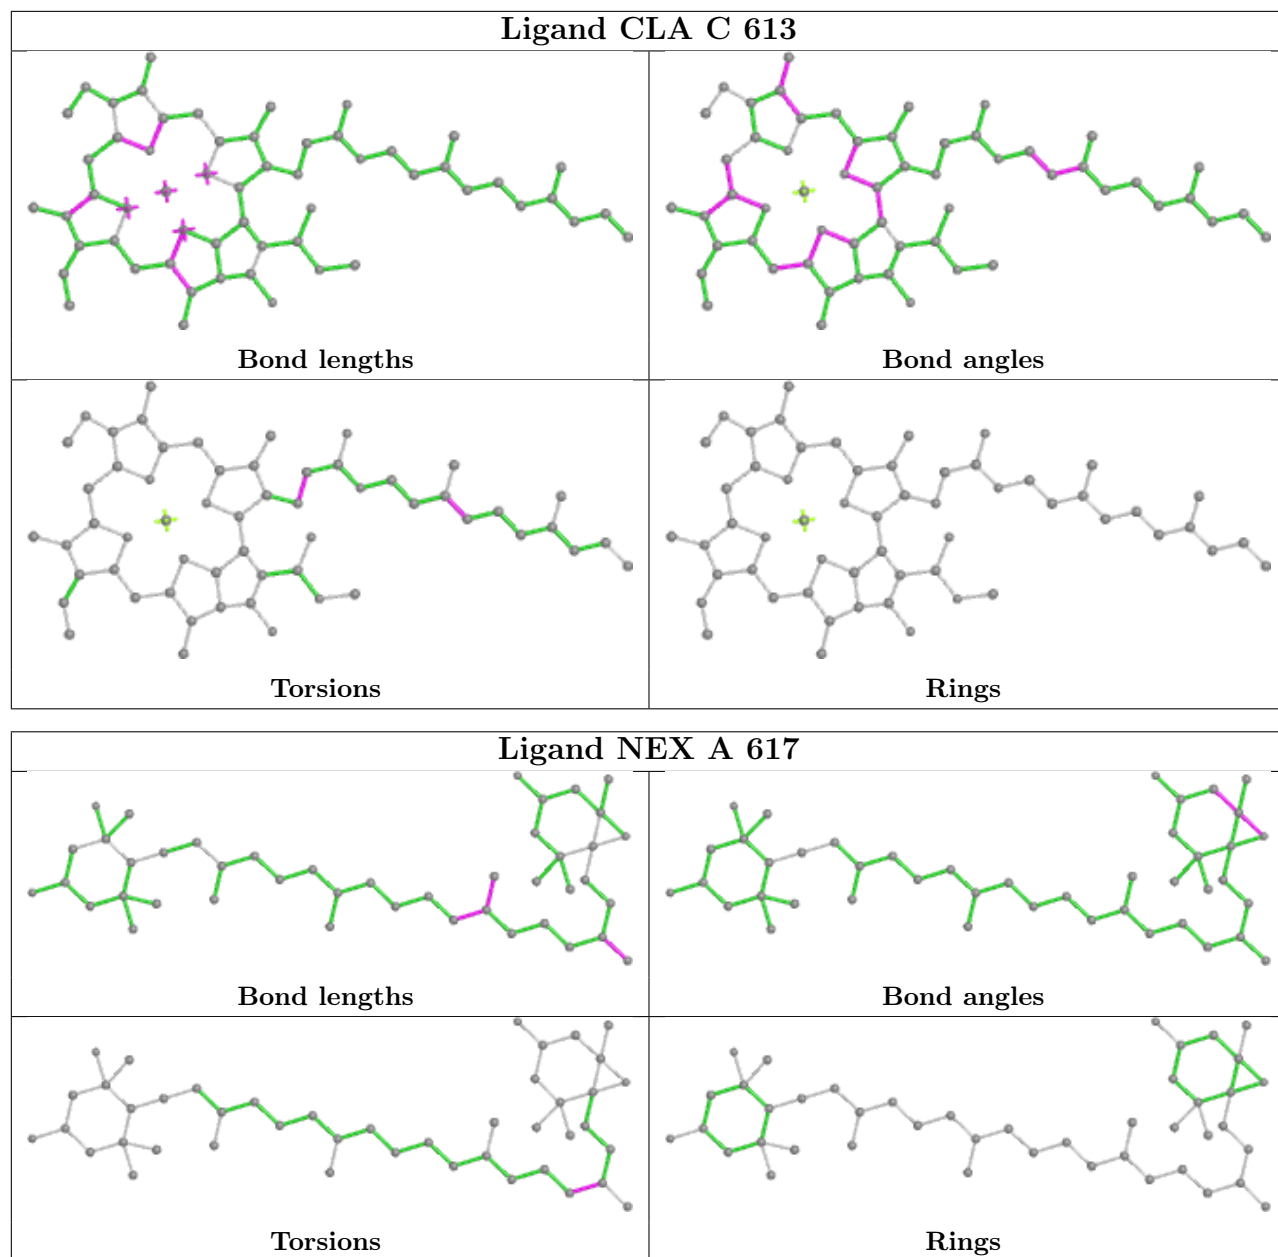 Ligand CLA C 613
Bond lengths
Bond angles
Torsions
Rings
Ligand NEX A 617
Bond lengths
Bond angles
Torsions
Rings